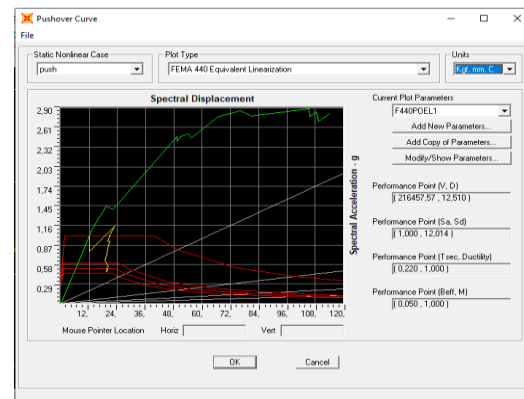 Pushover Curve
File
Static Nonlinear Case
push
Plot Type
FEMA 440 Equivalent Linearization
Units
Kgf, mm, C
Spectral Displacement
2,90
2,61
2,32
2,03
1,74
1,45
1,16
0,87
0,58
0,29
12, 24, 36, 48, 60, 72, 84, 96, 108, 120,
Spectral Acceleration - g
Mouse Pointer Location Horiz Vert
Current Plot Parameters
F440POEL1
Add New Parameters...
Add Copy of Parameters...
Modify/Show Parameters...
Performance Point (V, D)
( 216457,57 , 12,510 )
Performance Point (Sa, Sd)
( 1,000 , 12,014 )
Performance Point (Tsec, Ductility)
( 0,220 , 1,000 )
Performance Point (Beff, M)
( 0,050 , 1,000 )
OK Cancel